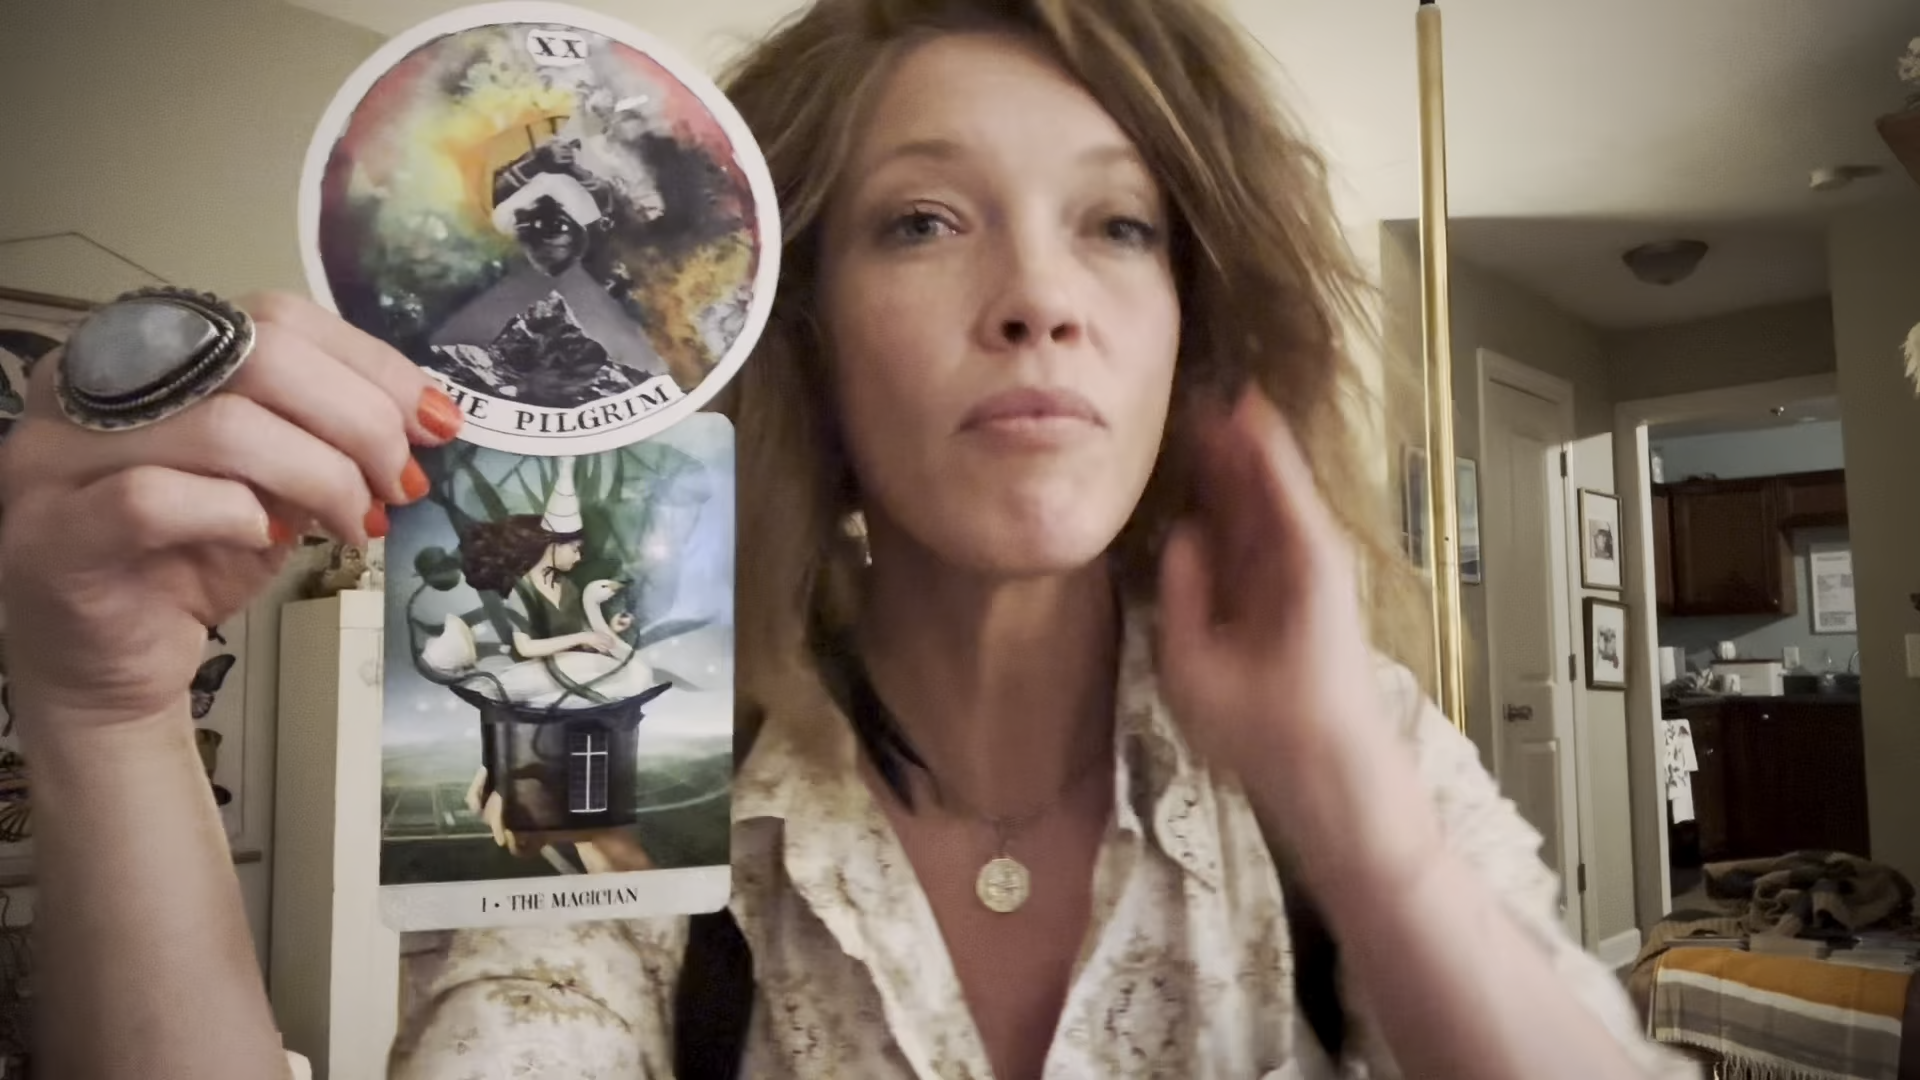 XX
THE PILGRIM
I • THE MAGICIAN